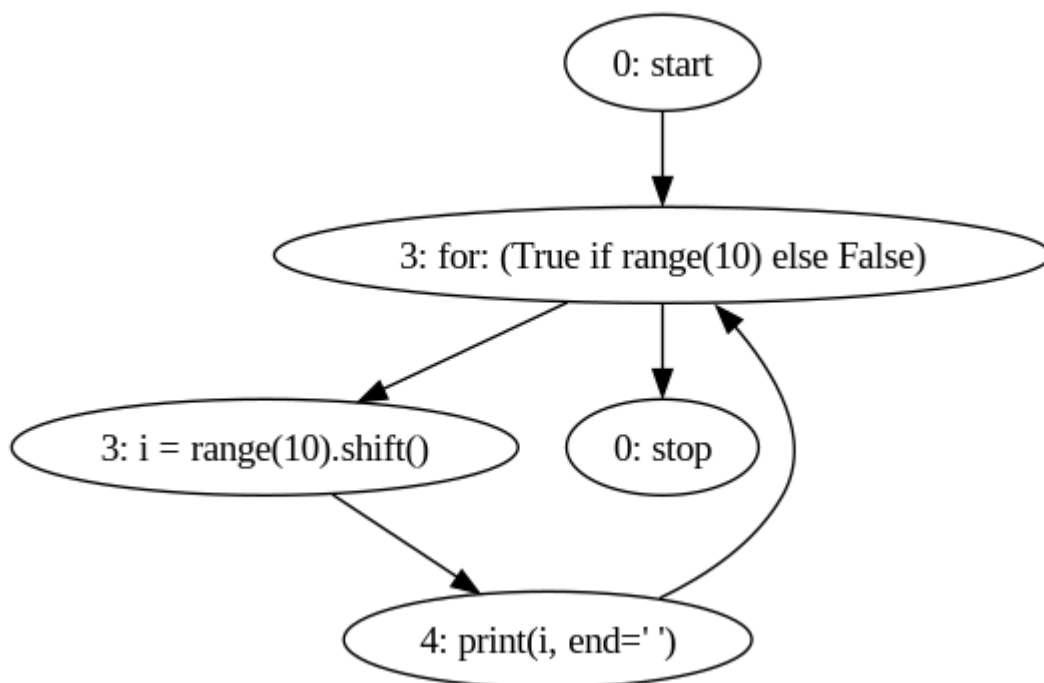 0: start
3: for: (True if range(10) else False)
3: i = range(10).shift()
0: stop
4: print(i, end=' ')